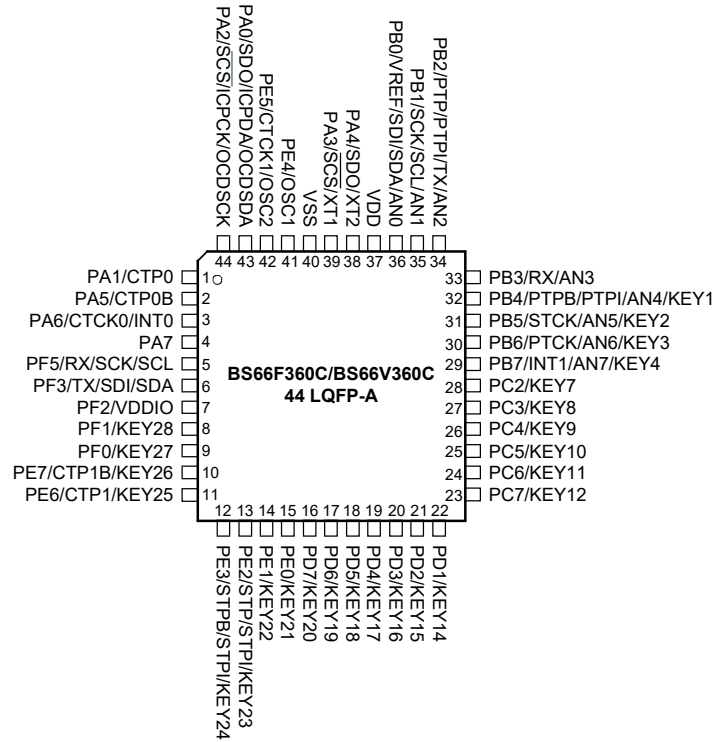 PA2/SCS/ICPCK/OCDSCK
PA0/SDO/ICPDA/OCDSDA
PE5/CTCK1/OSC2
PE4/OSC1
VSS
PA3/SCS/XT1
PA4/SDO/XT2
VDD
PB0/VREF/SDI/SDA/AN0
PB1/SCK/SCL/AN1
PB2/PTP/PTPI/TX/AN2
44 43 42 41 40 39 38 37 36 35 34
PA1/CTP0 1
PA5/CTP0B 2
PA6/CTCK0/INT0 3
PA7 4
PF5/RX/SCK/SCL 5
PF3/TX/SDI/SDA 6
PF2/VDDIO 7
PF1/KEY28 8
PF0/KEY27 9
PE7/CTP1B/KEY26 10
PE6/CTP1/KEY25 11
BS66F360C/BS66V360C
44 LQFP-A
33 PB3/RX/AN3
32 PB4/PTPB/PTPI/AN4/KEY1
31 PB5/STCK/AN5/KEY2
30 PB6/PTCK/AN6/KEY3
29 PB7/INT1/AN7/KEY4
28 PC2/KEY7
27 PC3/KEY8
26 PC4/KEY9
25 PC5/KEY10
24 PC6/KEY11
23 PC7/KEY12
12 13 14 15 16 17 18 19 20 21 22
PE3/STPB/STPI/KEY24
PE2/STP/STPI/KEY23
PE1/KEY22
PE0/KEY21
PD7/KEY20
PD6/KEY19
PD5/KEY18
PD4/KEY17
PD3/KEY16
PD2/KEY15
PD1/KEY14